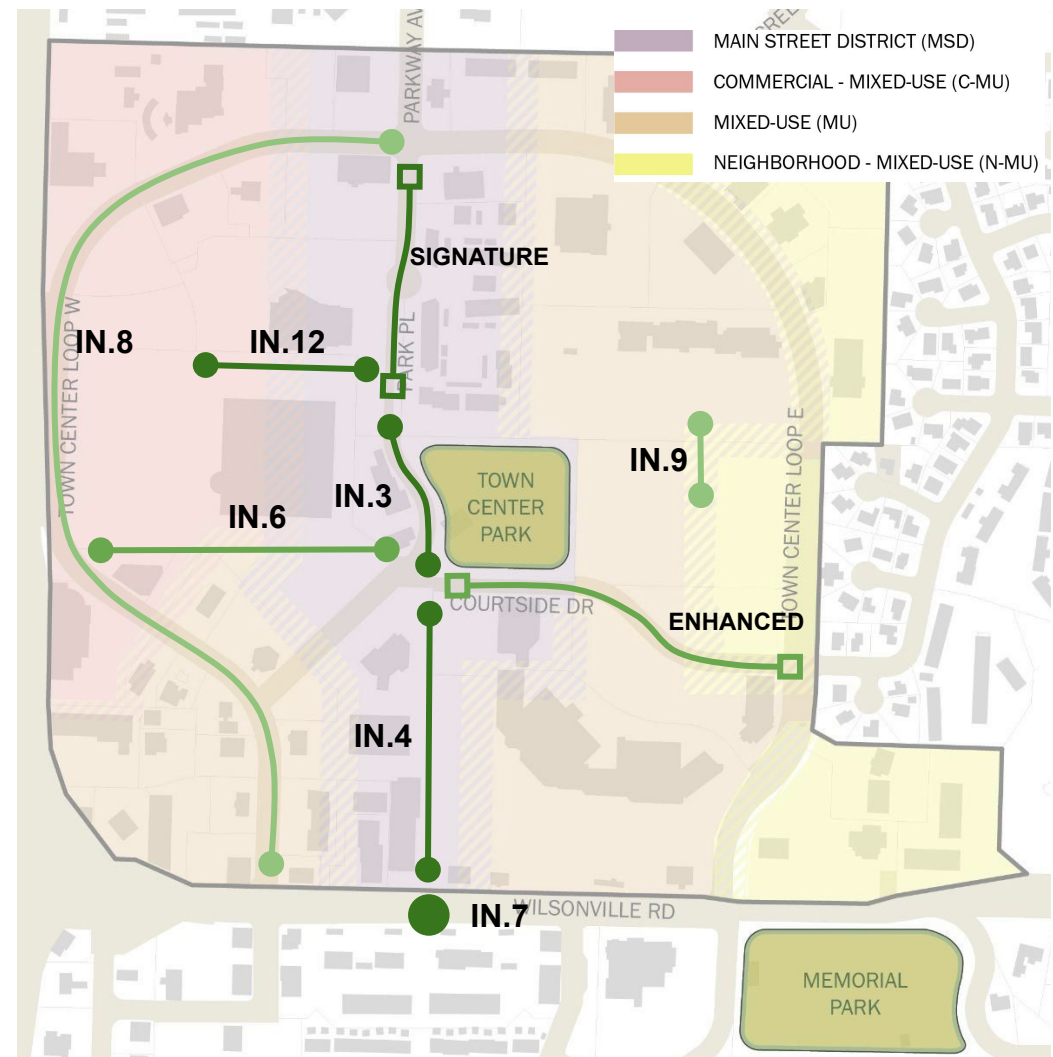 PARKWAY AV
MAIN STREET DISTRICT (MSD)
COMMERCIAL - MIXED-USE (C-MU)
MIXED-USE (MU)
NEIGHBORHOOD - MIXED-USE (N-MU)
SIGNATURE
TOWN CENTER LOOP W
IN.8
IN.12
PARK PL
IN.9
TOWN CENTER LOOP E
IN.3
TOWN
CENTER
PARK
IN.6
COURTSIDE DR
ENHANCED
IN.4
IN.7
WILSONVILLE RD
MEMORIAL
PARK